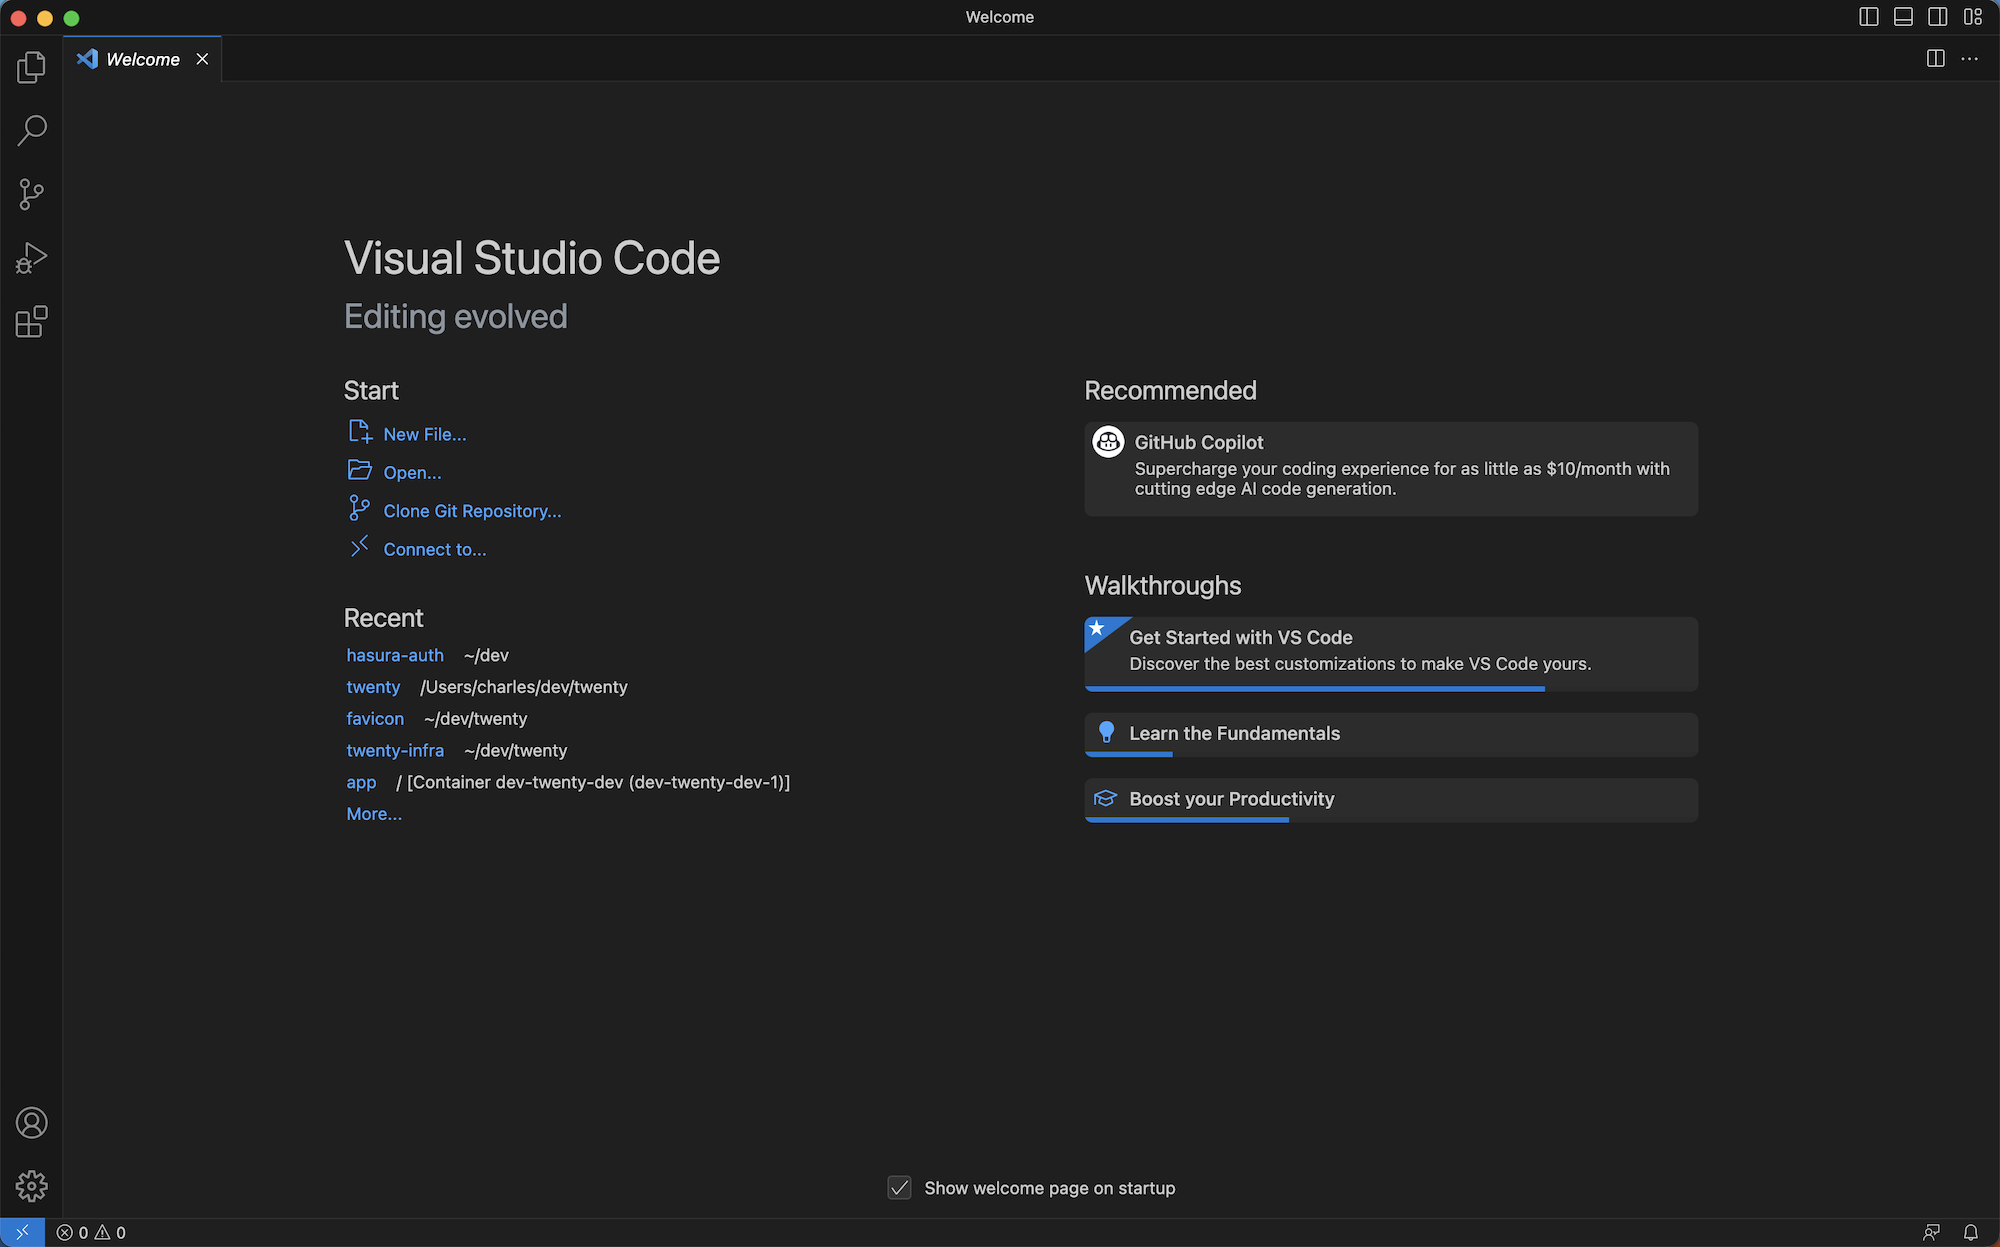 Welcome
Welcome
Visual Studio Code
Editing evolved
Start
New File...
Open...
Clone Git Repository...
Connect to...
Recent
hasura-auth ~/dev
twenty /Users/charles/dev/twenty
favicon ~/dev/twenty
twenty-infra ~/dev/twenty
app / [Container dev-twenty-dev (dev-twenty-dev-1)]
More...
Recommended
GitHub Copilot
Supercharge your coding experience for as little as $10/month with
cutting edge AI code generation.
Walkthroughs
Get Started with VS Code
Discover the best customizations to make VS Code yours.
Learn the Fundamentals
Boost your Productivity
Show welcome page on startup
0 0